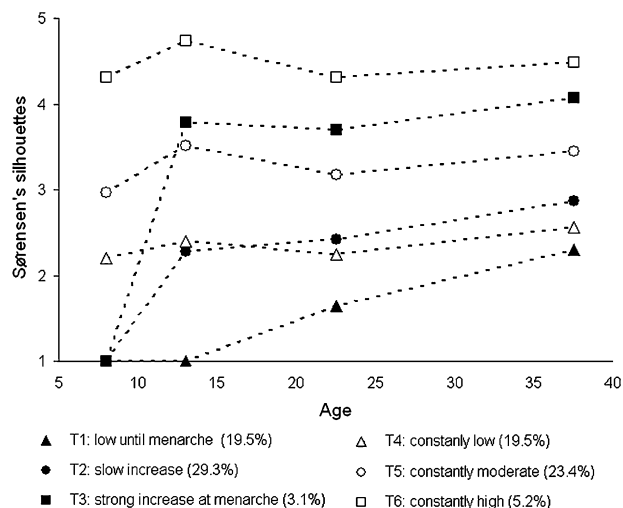 5
4
3
2
1
Sørensen's silhouettes
5 10 15 20 25 30 35 40
Age
T1: low until menarche (19.5%)
T2: slow increase (29.3%)
T3: strong increase at menarche (3.1%)
T4: constanly low (19.5%)
T5: constantly moderate (23.4%)
T6: constantly high (5.2%)